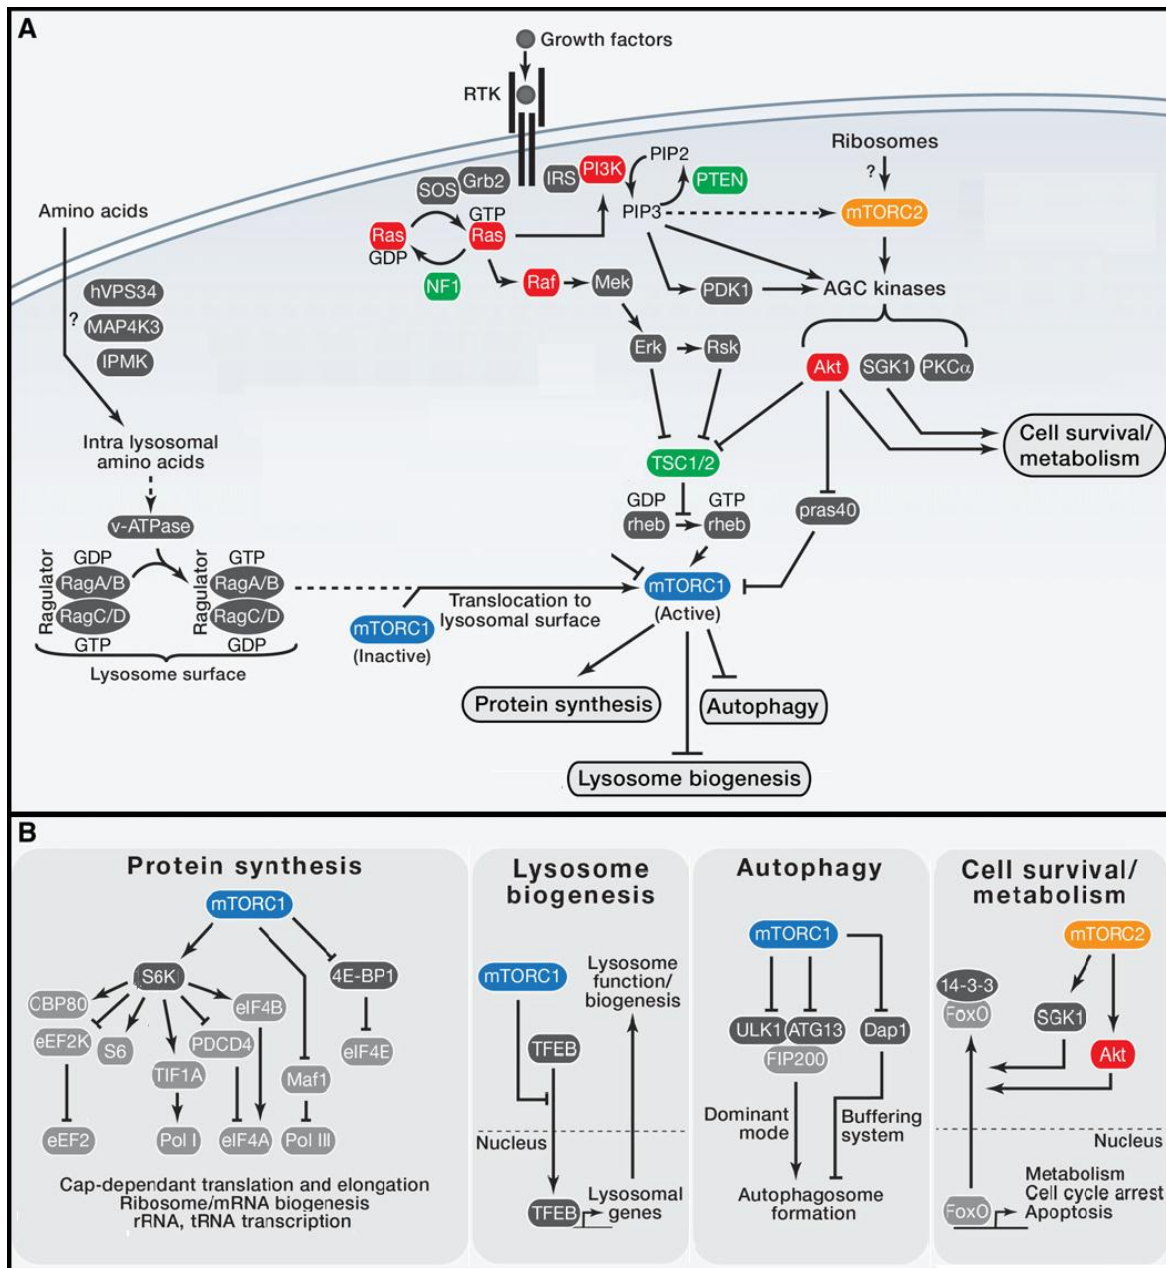 A
Growth factors
RTK
Ribosomes
?
PIP2
PI3K
IRS
PTEN
Grb2
SOS
Amino acids
GTP
PIP3
mTORC2
Ras
Ras
GDP
NF1
Raf
Mek
PDK1
AGC kinases
hVPS34
?
MAP4K3
IPMK
Erk
Rsk
Akt
SGK1
PKCα
Intra lysosomal
amino acids
Cell survival/
metabolism
TSC1/2
GDP
GTP
rheb
rheb
pras40
v-ATPase
Ragulator
GDP
RagA/B
RagC/D
GTP
Ragulator
GTP
RagA/B
RagC/D
GDP
Lysosome surface
mTORC1
(Inactive)
Translocation to
lysosomal surface
mTORC1
(Active)
Protein synthesis
Autophagy
Lysosome biogenesis
B
Protein synthesis
mTORC1
S6K
4E-BP1
CBP80
eIF4B
eEF2K
S6
PDCD4
eIF4E
TIF1A
Maf1
eEF2
Pol I
eIF4A
Pol III
Cap-dependant translation and elongation
Ribosome/mRNA biogenesis
rRNA, tRNA transcription
Lysosome
biogenesis
mTORC1
Lysosome
function/
biogenesis
TFEB
Nucleus
TFEB
Lysosomal
genes
Autophagy
mTORC1
ULK1
ATG13
Dap1
FIP200
Dominant
mode
Buffering
system
Autophagosome
formation
Cell survival/
metabolism
mTORC2
14-3-3
FoxO
SGK1
Akt
Nucleus
Metabolism
Cell cycle arrest
Apoptosis
FoxO